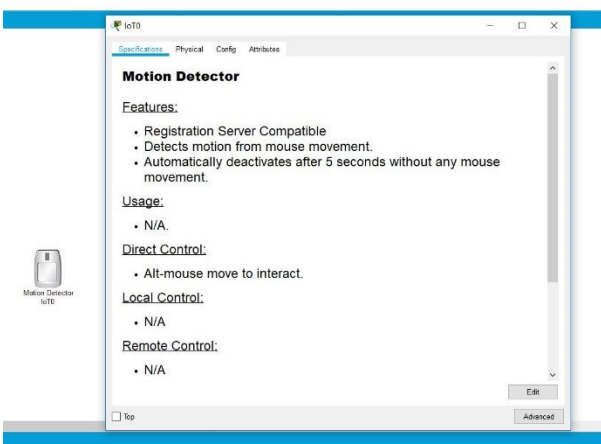 IoT0
Specifications Physical Config Attributes
Motion Detector
Features:
• Registration Server Compatible
• Detects motion from mouse movement.
• Automatically deactivates after 5 seconds without any mouse
movement.
Usage:
• N/A.
Direct Control:
• Alt-mouse move to interact.
Local Control:
• N/A
Remote Control:
• N/A
Edit
Top
Advanced
Motion Detector
IoT0